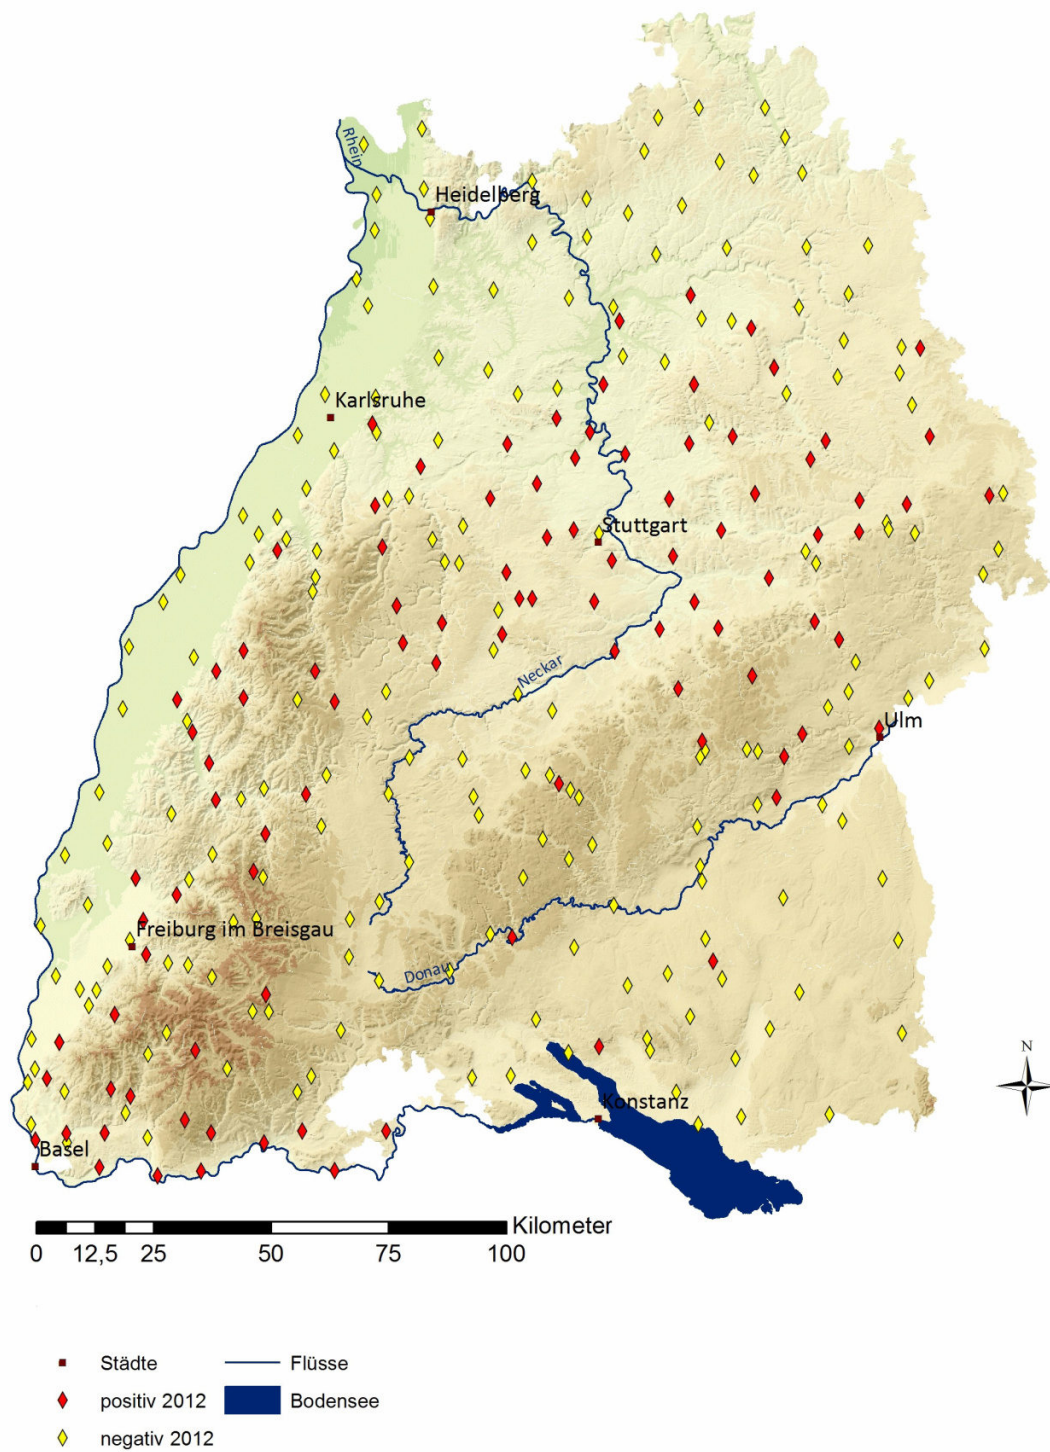 Rhein
Heidelberg
Karlsruhe
Stuttgart
Neckar
Ulm
Freiburg im Breisgau
Donau
N
Konstanz
Basel
Kilometer
0 12,5 25 50 75 100
Städte
Flüsse
positiv 2012
Bodensee
negativ 2012